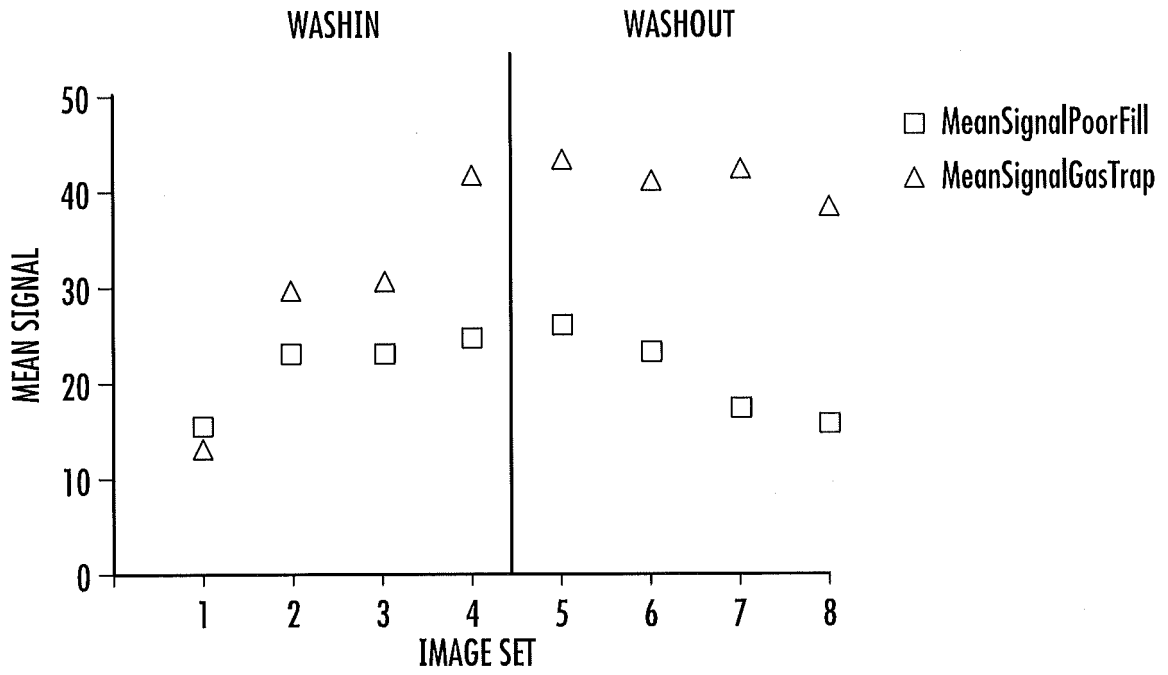 WASHIN
WASHOUT
50
40
30
20
10
0
MEAN SIGNAL
1 2 3 4 5 6 7 8
IMAGE SET
MeanSignalPoorFill
MeanSignalGasTrap